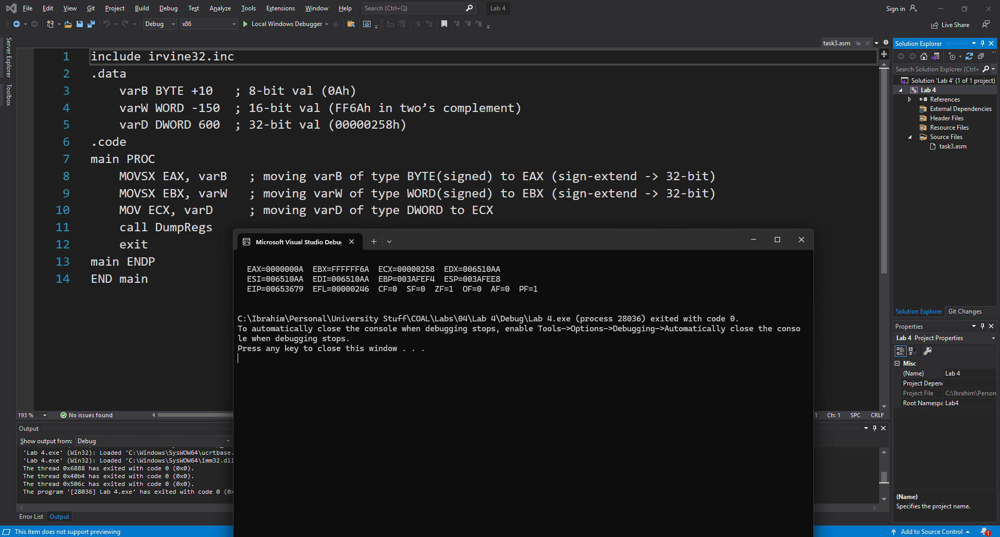 File Edit View Git Project Build Debug Test Analyze Tools Extensions Window Help Search (Ctrl+Q) Lab 4 Sign in
Debug x86 Local Windows Debugger Live Share
Server Explorer
Toolbox
task3.asm
1 include irvine32.inc
2 .data
3 varB BYTE +10 ; 8-bit val (0Ah)
4 varW WORD -150 ; 16-bit val (FF6Ah in two’s complement)
5 varD DWORD 600 ; 32-bit val (00000258h)
6 .code
7 main PROC
8 MOVSX EAX, varB ; moving varB of type BYTE(signed) to EAX (sign-extend -> 32-bit)
9 MOVSX EBX, varW ; moving varW of type WORD(signed) to EBX (sign-extend -> 32-bit)
10 MOV ECX, varD ; moving varD of type DWORD to ECX
11 call DumpRegs
12 exit
13 main ENDP
14 END main
Microsoft Visual Studio Debug
EAX=0000000A EBX=FFFFFF6A ECX=00000258 EDX=006510AA
ESI=006510AA EDI=006510AA EBP=003AFEF4 ESP=003AFEE8
EIP=00653679 EFL=00000246 CF=0 SF=0 ZF=1 OF=0 AF=0 PF=1
C:\Ibrahim\Personal\University Stuff\COAL\Labs\04\Lab 4\Debug\Lab 4.exe (process 28036) exited with code 0.
To automatically close the console when debugging stops, enable Tools->Options->Debugging->Automatically close the conso
le when debugging stops.
Press any key to close this window . . .
193 % No issues found
1 Ch: 1 SPC CRLF
Output
Show output from: Debug
'Lab 4.exe' (Win32): Loaded 'C:\Windows\SysWOW64\ucrtbase.
'Lab 4.exe' (Win32): Loaded 'C:\Windows\SysWOW64\imm32.dll
The thread 0x6888 has exited with code 0 (0x0).
The thread 0x40b4 has exited with code 0 (0x0).
The thread 0x506c has exited with code 0 (0x0).
The program '[28036] Lab 4.exe' has exited with code 0 (0x
Error List Output
Solution Explorer
Search Solution Explorer (Ctrl+
Solution 'Lab 4' (1 of 1 project)
Lab 4
References
External Dependencies
Header Files
Resource Files
Source Files
task3.asm
Solution Explorer Git Changes
Properties
Lab 4 Project Properties
Misc
(Name) Lab 4
Project Depen
Project File C:\Ibrahim\Person
Root Namespa Lab4
(Name)
Specifies the project name.
This item does not support previewing
Add to Source Control 1